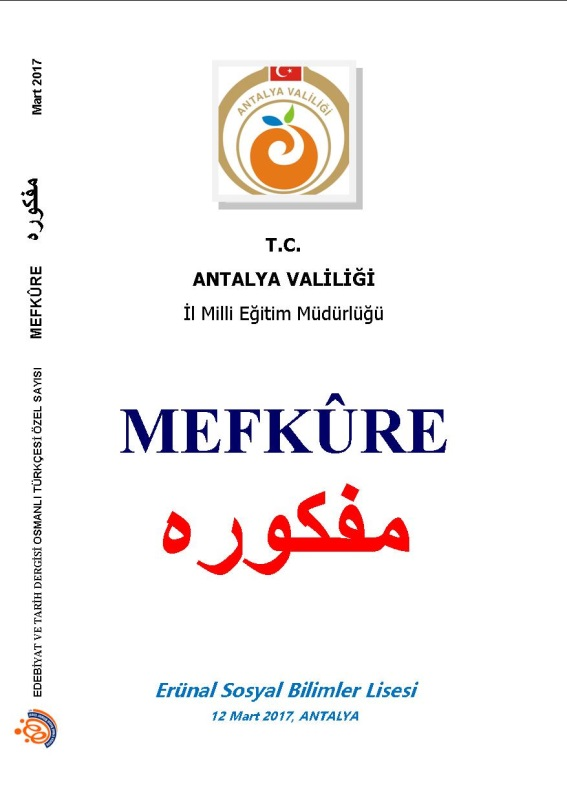 ANTALYA VALİLİĞİ
T.C.
ANTALYA VALİLİĞİ
İl Milli Eğitim Müdürlüğü
MEFKÛRE
مفكوره
Erünal Sosyal Bilimler Lisesi
12 Mart 2017, ANTALYA
EDEBİYAT VE TARİH DERGİSİ OSMANLI TÜRKÇESİ ÖZEL SAYISI MEFKÛRE مفكوره Mart 2017